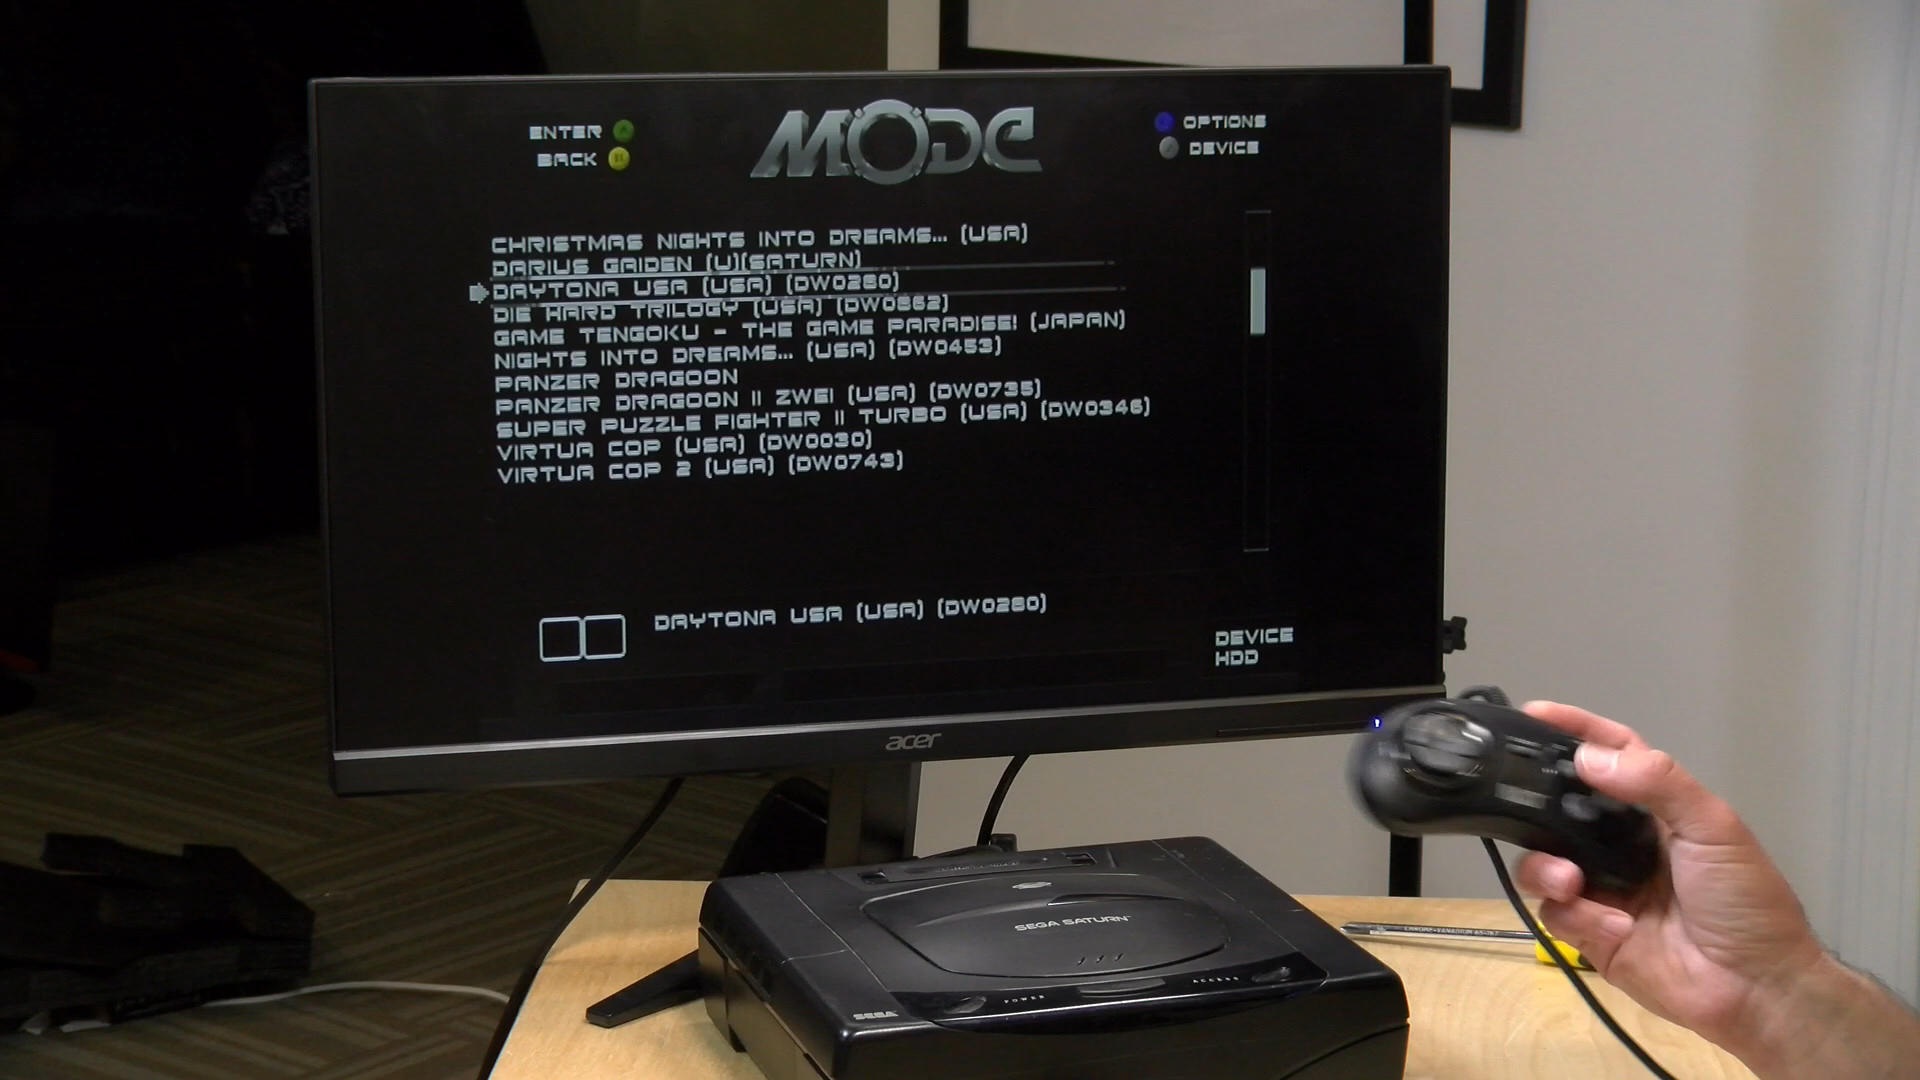 ENTER A
BACK B
MODE
OPTIONS
DEVICE
CHRISTMAS NIGHTS INTO DREAMS... (USA)
DARIUS GAIDEN (U)(SATURN)
DAYTONA USA (USA) (DW0280)
DIE HARD TRILOGY (USA) (DW0862)
GAME TENGOKU - THE GAME PARADISE! (JAPAN)
NIGHTS INTO DREAMS... (USA) (DW0453)
PANZER DRAGOON
PANZER DRAGOON II ZWEI (USA) (DW0735)
SUPER PUZZLE FIGHTER II TURBO (USA) (DW0346)
VIRTUA COP (USA) (DW0030)
VIRTUA COP 2 (USA) (DW0743)
DAYTONA USA (USA) (DW0280)
DEVICE
HDD
acer
SEGA SATURN
POWER
ACCESS
SEGA